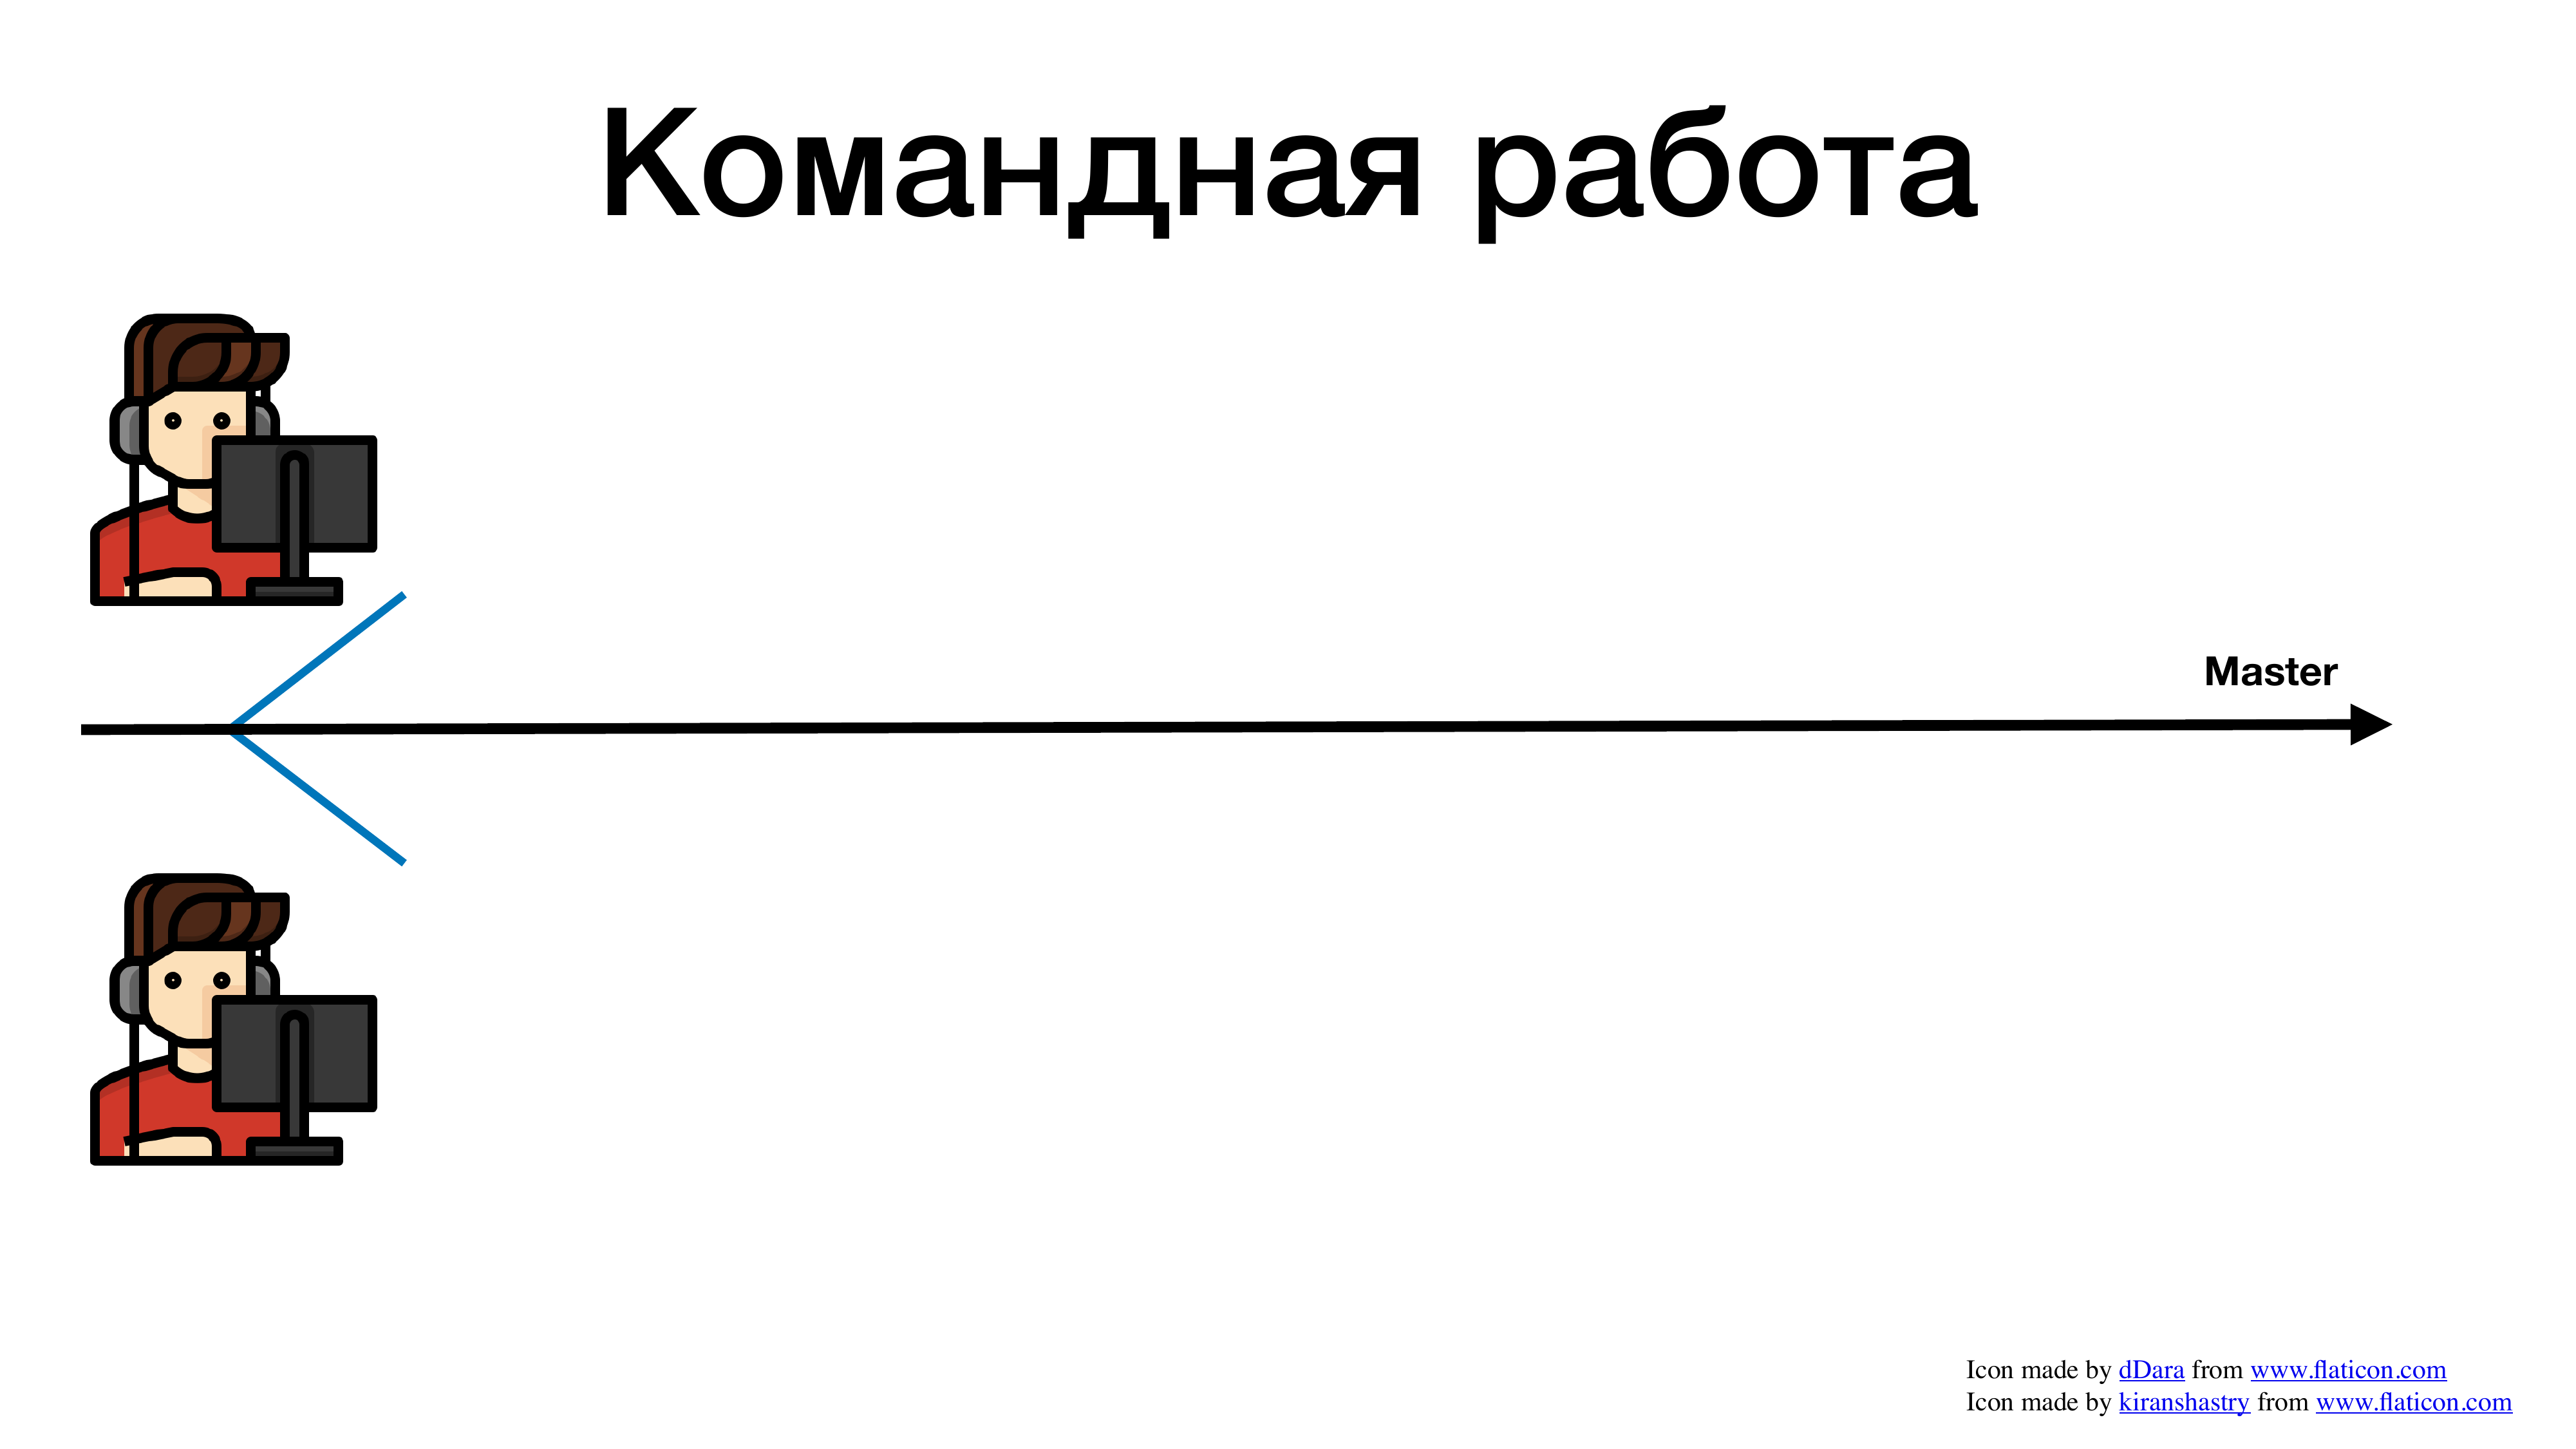 Командная работа
Master
Icon made by dDara from www.flaticon.com
Icon made by kiranshastry from www.flaticon.com